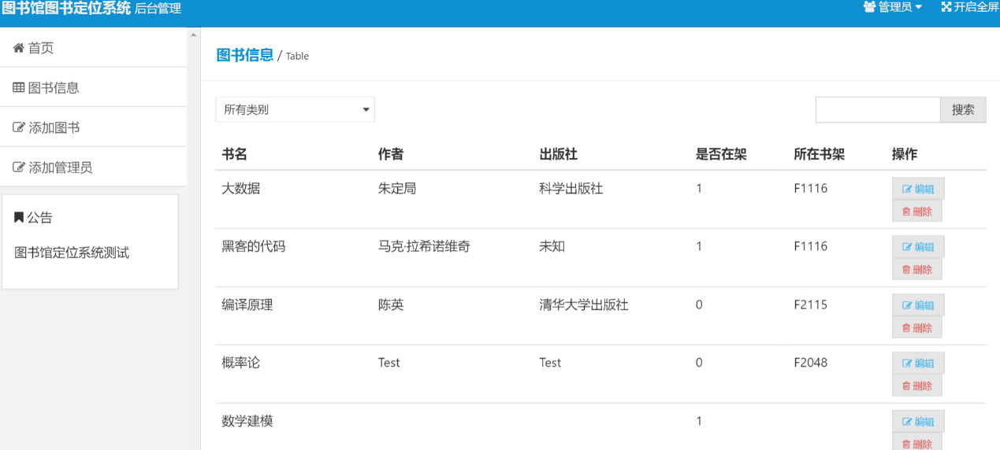 图书馆图书定位系统 后台管理 管理员 开启全屏
首页
图书信息
添加图书
添加管理员
公告
图书馆定位系统测试
图书信息 / Table
所有类别 搜索
书名 作者 出版社 是否在架 所在书架 操作
大数据 朱定局 科学出版社 1 F1116 编辑
删除
黑客的代码 马克·拉希诺维奇 未知 1 F1116 编辑
删除
编译原理 陈英 清华大学出版社 0 F2115 编辑
删除
概率论 Test Test 0 F2048 编辑
删除
数学建模 1 编辑
删除